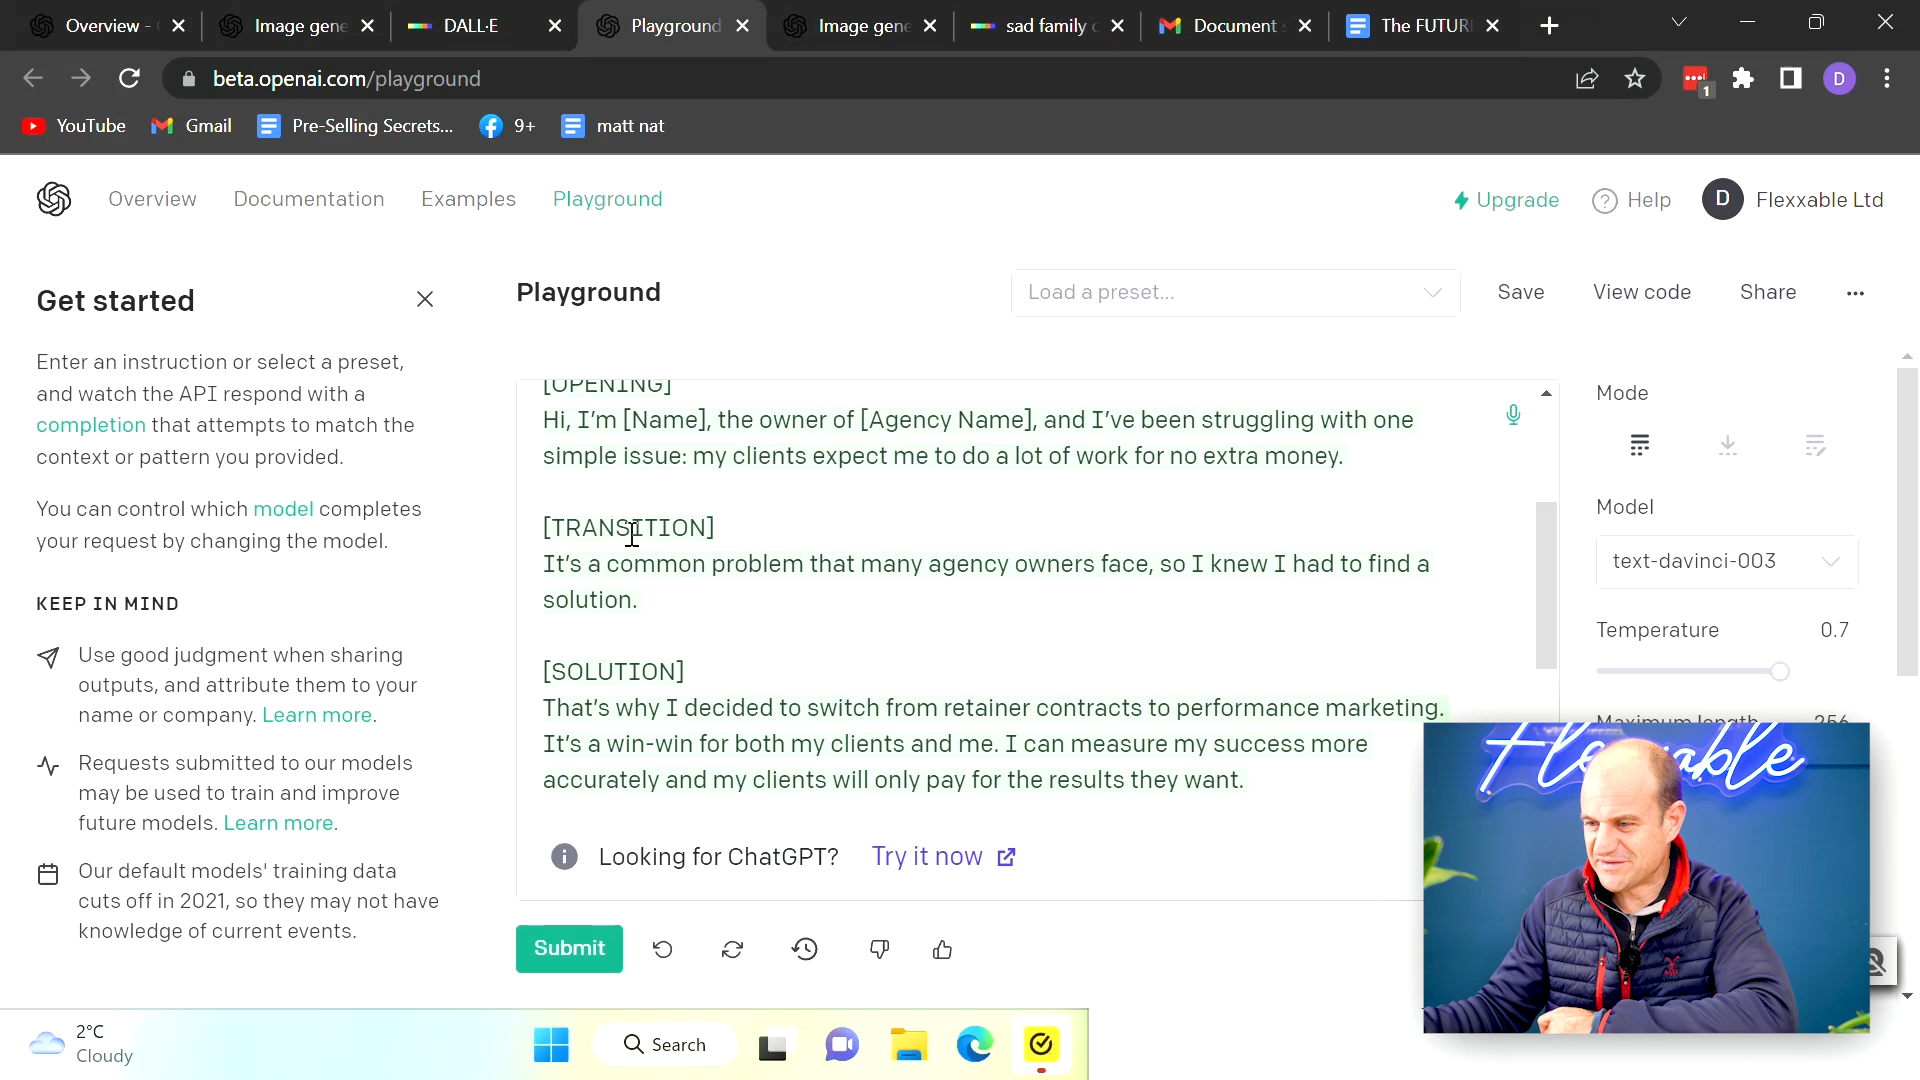 Overview -
Image gene
DALL·E
Playground
Image gene
sad family c
Document
The FUTUR
beta.openai.com/playground
1
D
YouTube
Gmail
Pre-Selling Secrets...
9+
matt nat
Overview
Documentation
Examples
Playground
Upgrade
Help
D
Flexxable Ltd
Get started
Playground
Load a preset...
Save
View code
Share
Enter an instruction or select a preset,
and watch the API respond with a
completion that attempts to match the
context or pattern you provided.
You can control which model completes
your request by changing the model.
KEEP IN MIND
Use good judgment when sharing
outputs, and attribute them to your
name or company. Learn more.
Requests submitted to our models
may be used to train and improve
future models. Learn more.
Our default models' training data
cuts off in 2021, so they may not have
knowledge of current events.
[OPENING]
Hi, I'm [Name], the owner of [Agency Name], and I've been struggling with one
simple issue: my clients expect me to do a lot of work for no extra money.
[TRANSITION]
It's a common problem that many agency owners face, so I knew I had to find a
solution.
[SOLUTION]
That's why I decided to switch from retainer contracts to performance marketing.
It's a win-win for both my clients and me. I can measure my success more
accurately and my clients will only pay for the results they want.
Looking for ChatGPT? Try it now
Submit
Mode
Model
text-davinci-003
Temperature 0.7
Maximum length 256
2°C
Cloudy
Search